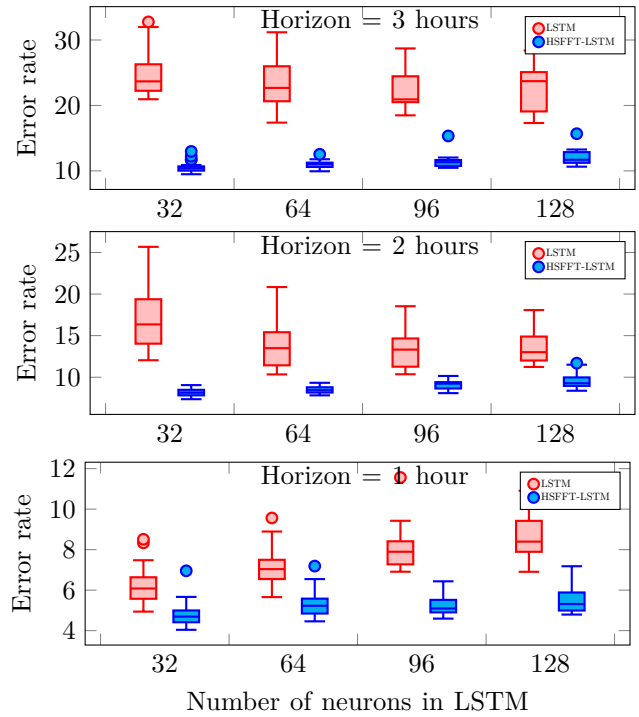 Horizon = 3 hours
LSTM
HSFFT-LSTM
Error rate
30
20
10
32 64 96 128
Horizon = 2 hours
LSTM
HSFFT-LSTM
Error rate
25
20
15
10
32 64 96 128
Horizon = 1 hour
LSTM
HSFFT-LSTM
Error rate
12
10
8
6
4
32 64 96 128
Number of neurons in LSTM